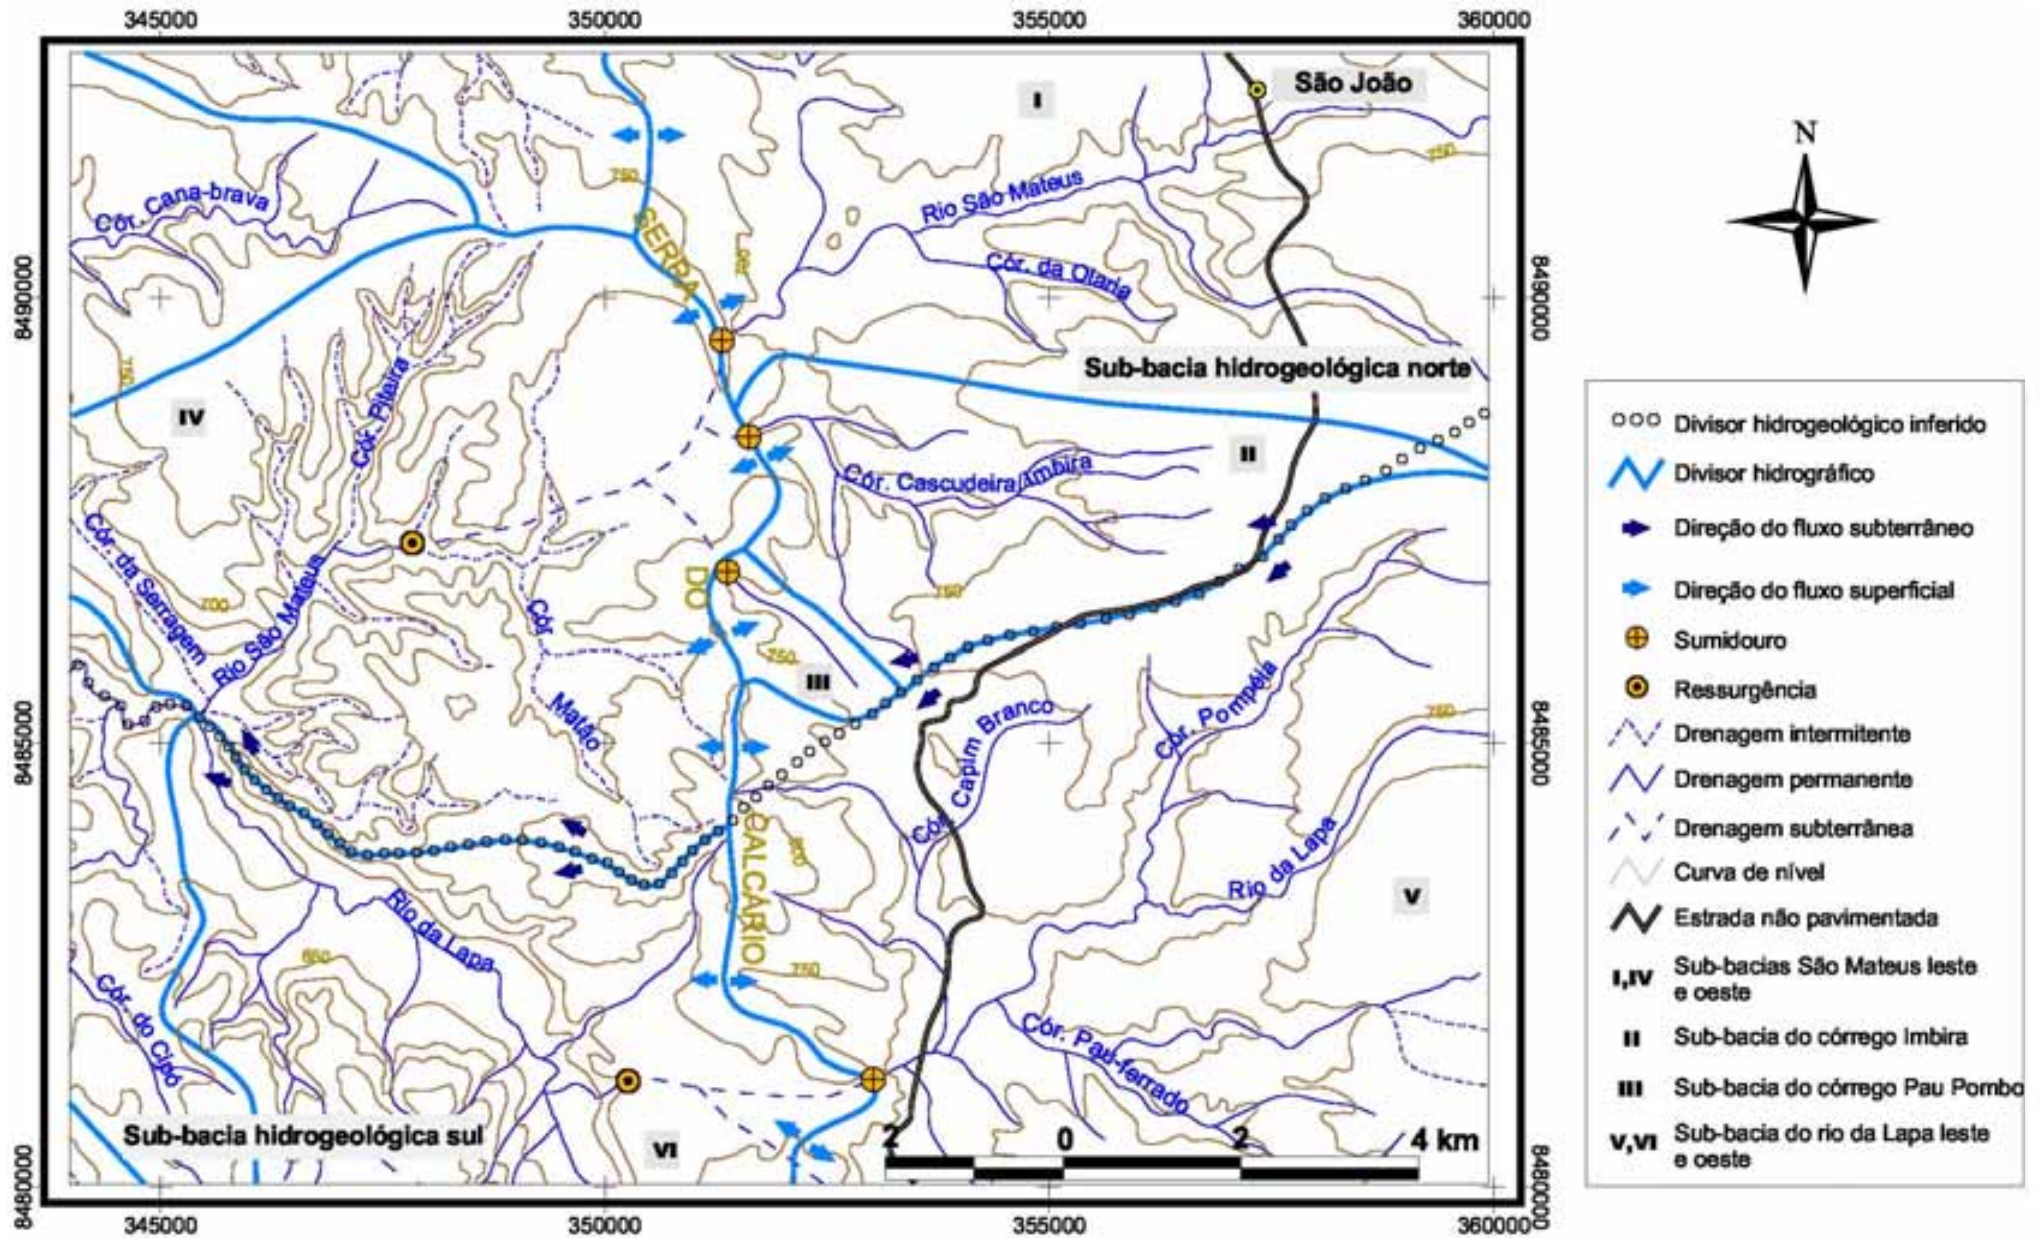 345000
350000
355000
360000
São João
I
750
750
Cór. Cana-brava
Rio São Mateus
SERRA
Cór. da Olaria
N
8490000
8490000
750
Cór. Piteira
Sub-bacia hidrogeológica norte
IV
II
Cór. Cascudeira/Imbira
Cór. da Serragem
Rio São Mateus
700
DO
750
Cór
750
III
Matão
Cór. Pompéia
Cór. Capim Branco
750
8485000
8485000
CALCÁRIO
800
Rio da Lapa
V
Rio da Lapa
650
750
Cór. do Cipó
Cór. Pau-ferrado
Sub-bacia hidrogeológica sul
VI
2 0 2 4 km
8480000
8480000
345000
350000
355000
360000
Divisor hidrogeológico inferido
Divisor hidrográfico
Direção do fluxo subterrâneo
Direção do fluxo superficial
Sumidouro
Ressurgência
Drenagem intermitente
Drenagem permanente
Drenagem subterrânea
Curva de nível
Estrada não pavimentada
I,IV Sub-bacias São Mateus leste
e oeste
II Sub-bacia do córrego Imbira
III Sub-bacia do córrego Pau Pombo
V,VI Sub-bacia do rio da Lapa leste
e oeste